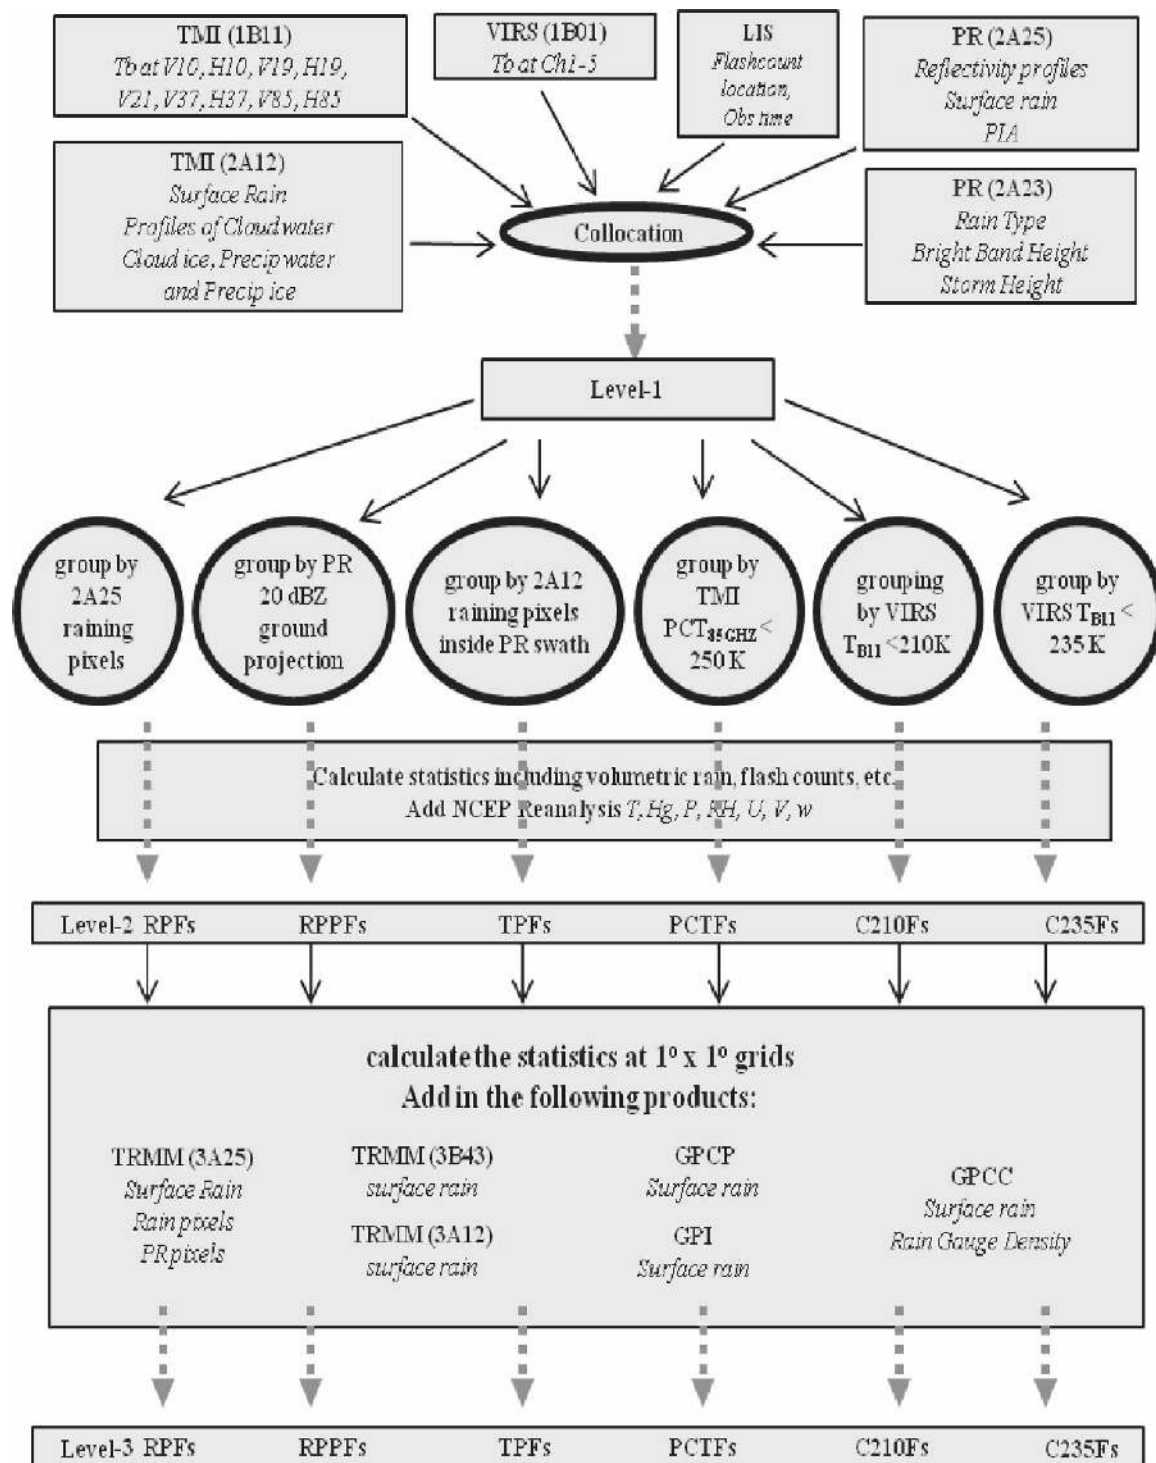 TMI (1B11)
Tb at V10, H10, V19, H19,
V21, V37, H37, V85, H85
VIRS (1B01)
Tb at Ch1-5
LIS
Flashcount
location,
Obs time
PR (2A25)
Reflectivity profiles
Surface rain
PIA
TMI (2A12)
Surface Rain
Profiles of Cloud water
Cloud ice, Precip water
and Precip ice
Collocation
PR (2A23)
Rain Type
Bright Band Height
Storm Height
Level-1
group by
2A25
raining
pixels
group by PR
20 dBZ
ground
projection
group by 2A12
raining pixels
inside PR swath
group by
TMI
PCT85GHZ <
250 K
grouping
by VIRS
TB11 <210K
group by
VIRS TB11 <
235 K
Calculate statistics including volumetric rain, flash counts, etc.
Add NCEP Reanalysis T, Hg, P, RH, U, V, w
Level-2 RPFs RPPFs TPFs PCTFs C210Fs C235Fs
calculate the statistics at 1º x 1º grids
Add in the following products:
TRMM (3A25)
Surface Rain
Rain pixels
PR pixels
TRMM (3B43)
surface rain
TRMM (3A12)
surface rain
GPCP
Surface rain
GPI
Surface rain
GPCC
Surface rain
Rain Gauge Density
Level-3 RPFs RPPFs TPFs PCTFs C210Fs C235Fs